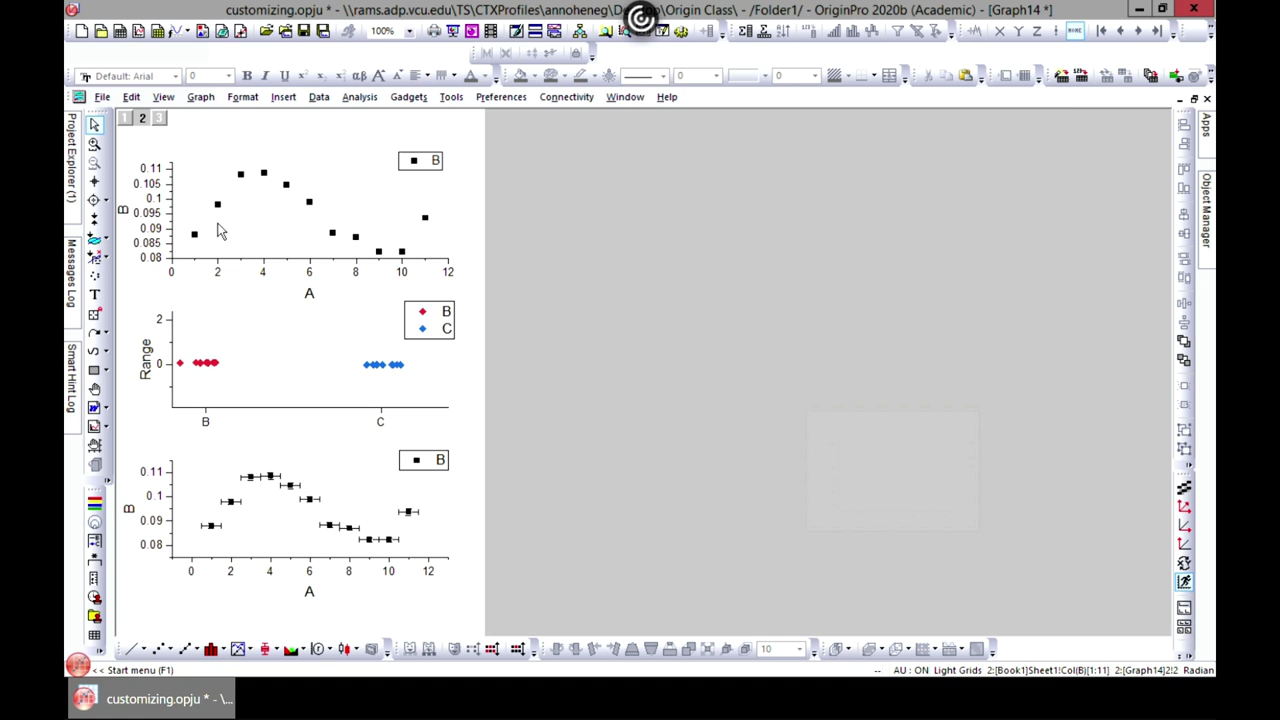 customizing.opju * - \\rams.adp.vcu.edu\TS\CTXProfiles\annoheneg\De p\Origin Class\ - /Folder1/ - OriginPro 2020b (Academic) - [Graph14 *]
100%
Default: Arial 0 B I U αβ A A A 0 0
File Edit View Graph Format Insert Data Analysis Gadgets Tools Preferences Connectivity Window Help
1 2 3
Project Explorer (1)
Messages Log
Smart Hint Log
Apps
Object Manager
B
0.11
0.105
0.1
0.095
0.09
0.085
0.08
B
0 2 4 6 8 10 12
A
B
C
2
0
Range
B C
B
0.11
0.1
0.09
0.08
B
0 2 4 6 8 10 12
A
10
<< Start menu (F1)
-- AU : ON Light Grids 2:[Book1]Sheet1!Col(B)[1:11] 2:[Graph14]2!2 Radian
customizing.opju * - \...